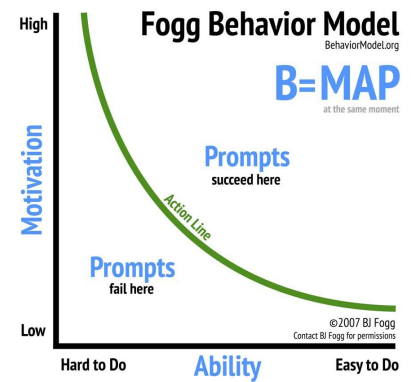 Fogg Behavior Model
BehaviorModel.org
High
B=MAP
at the same moment
Motivation
Prompts
succeed here
Action Line
Prompts
fail here
©2007 BJ Fogg
Contact BJ Fogg for permissions
Low
Hard to Do
Ability
Easy to Do